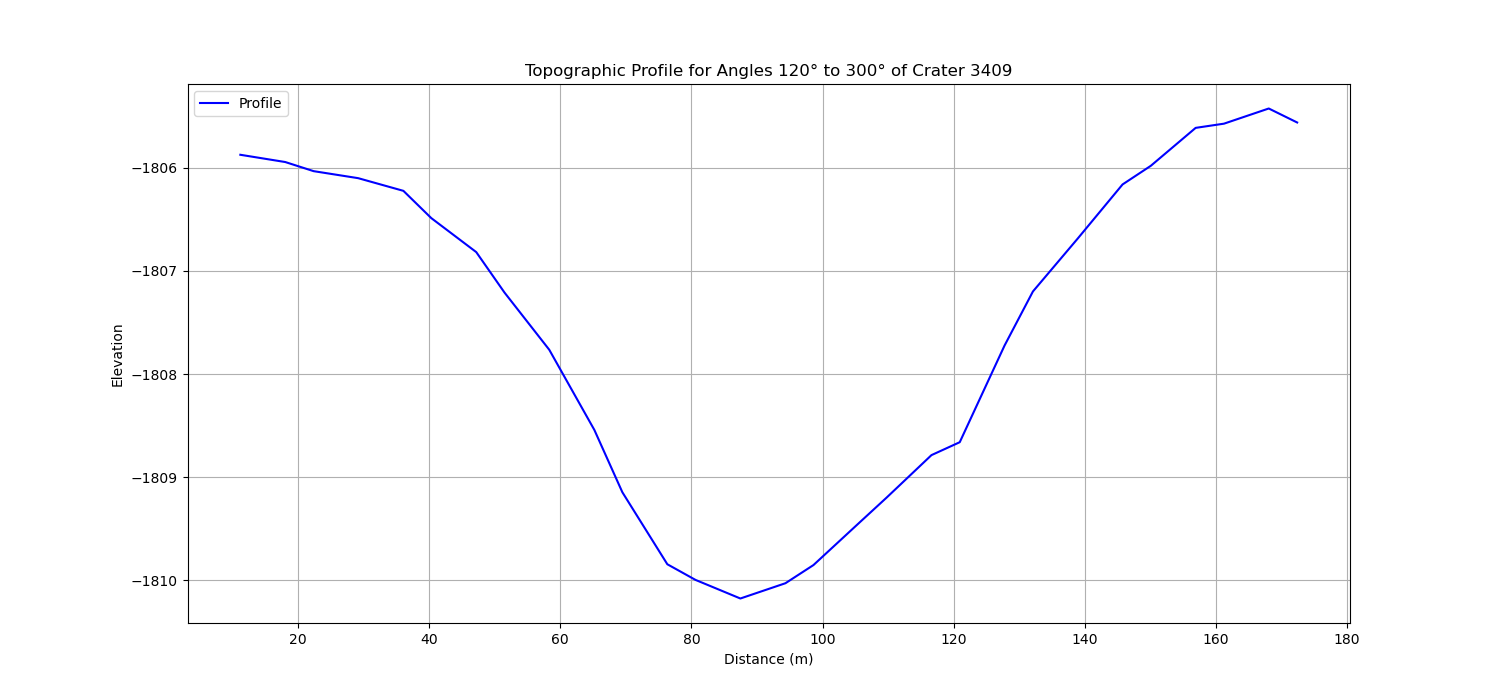 Topographic Profile for Angles 120° to 300° of Crater 3409
Profile
−1806
−1807
−1808
−1809
−1810
Elevation
20 40 60 80 100 120 140 160 180
Distance (m)